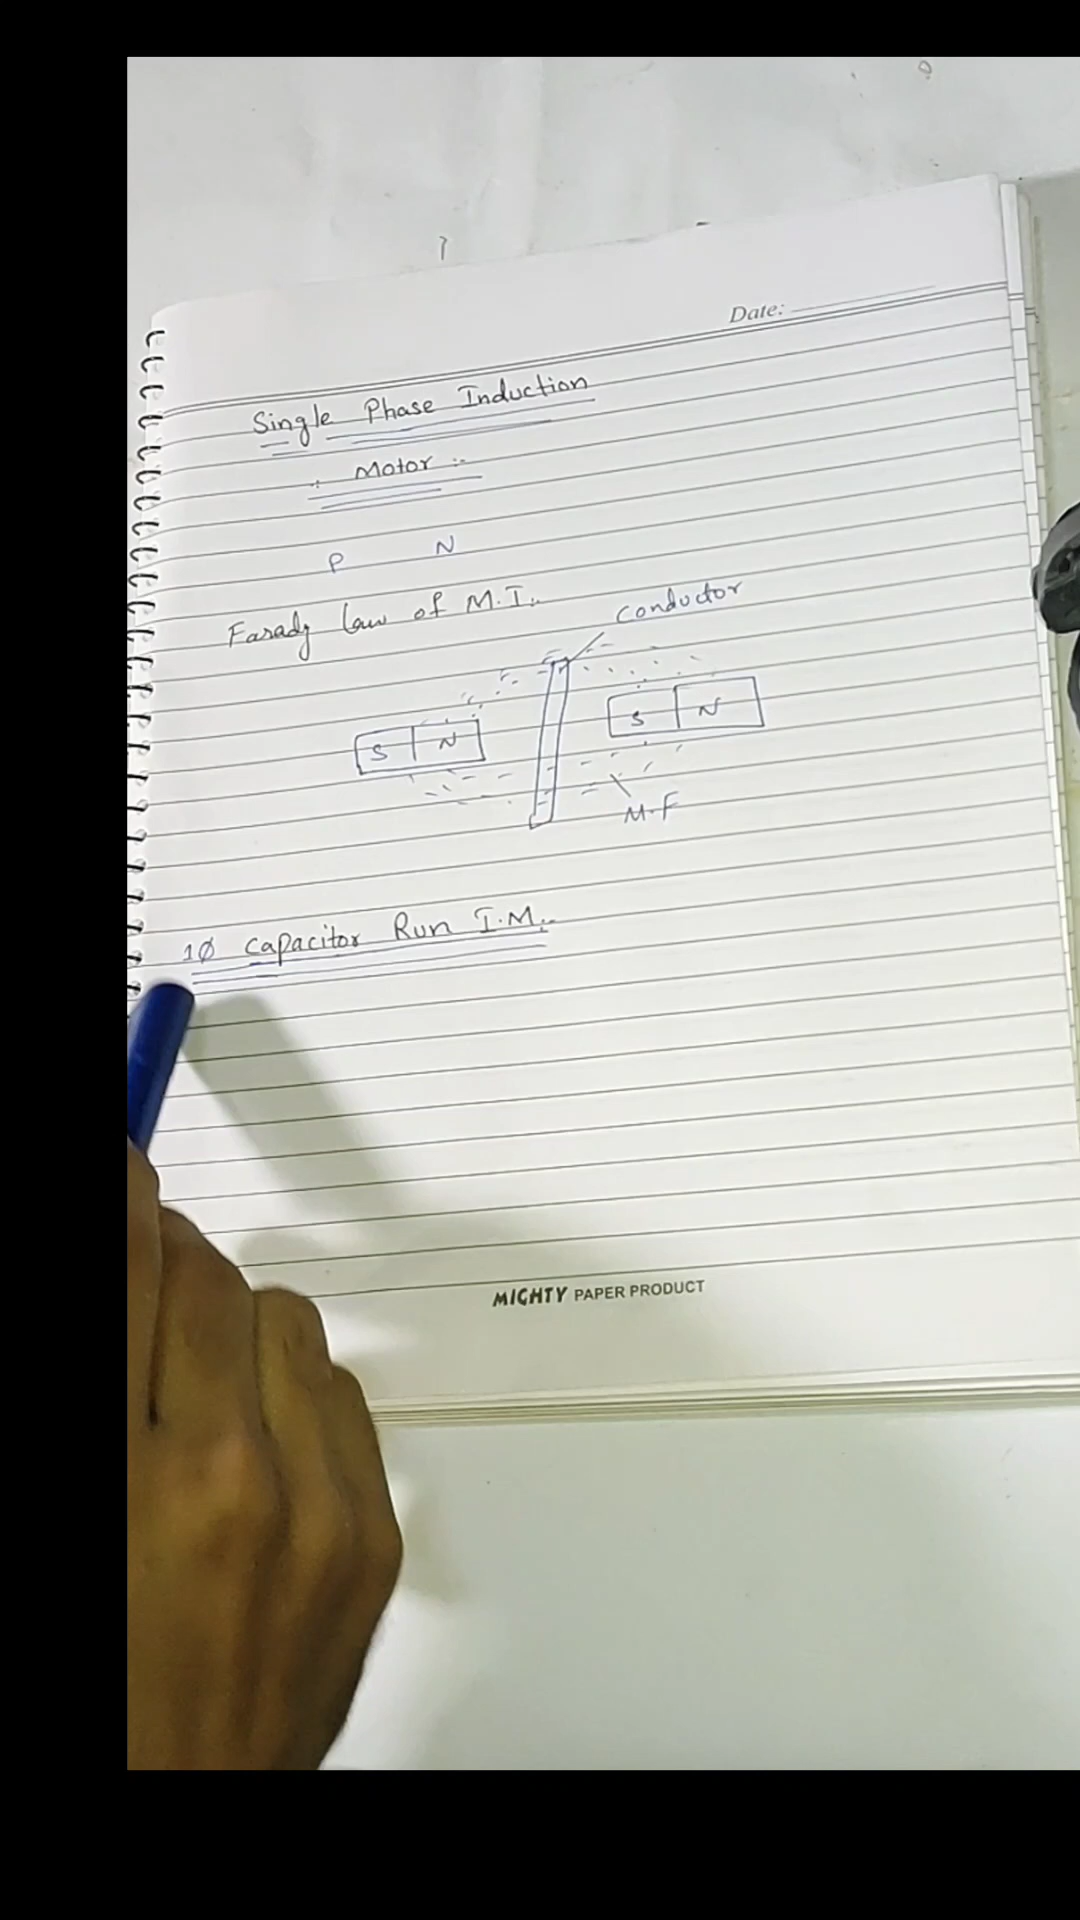 Date:
Single Phase Induction
:. Motor :-
P N
Farady law of M.I:.
Conductor
S N
S N
M.F
1Ø Capacitor Run I.M:.
MIGHTY PAPER PRODUCT